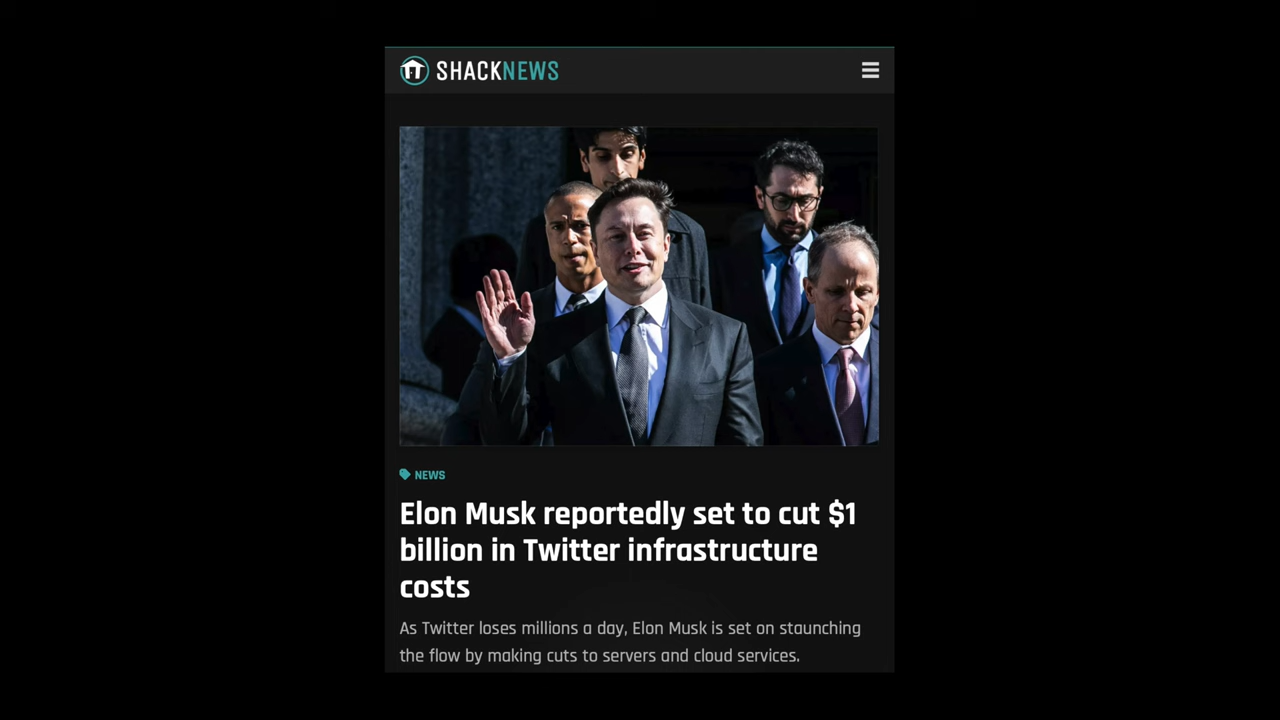 SHACKNEWS
NEWS
Elon Musk reportedly set to cut $1
billion in Twitter infrastructure
costs
As Twitter loses millions a day, Elon Musk is set on staunching
the flow by making cuts to servers and cloud services.